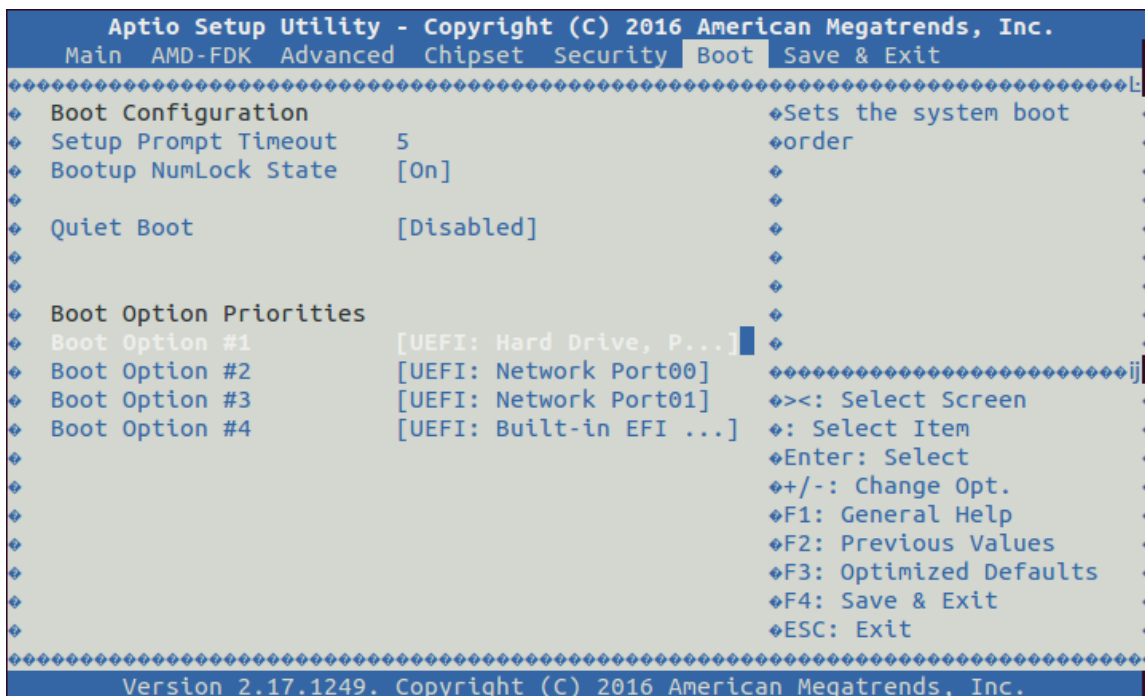 Aptio Setup Utility - Copyright (C) 2016 American Megatrends, Inc.
Main AMD-FDK Advanced Chipset Security Boot Save & Exit
Boot Configuration Sets the system boot
Setup Prompt Timeout 5 order
Bootup NumLock State [On]
Quiet Boot [Disabled]
Boot Option Priorities
Boot Option #1 [UEFI: Hard Drive, P...]
Boot Option #2 [UEFI: Network Port00]
Boot Option #3 [UEFI: Network Port01] ><: Select Screen
Boot Option #4 [UEFI: Built-in EFI ...] : Select Item
Enter: Select
+/-: Change Opt.
F1: General Help
F2: Previous Values
F3: Optimized Defaults
F4: Save & Exit
ESC: Exit
Version 2.17.1249. Copyright (C) 2016 American Megatrends, Inc.